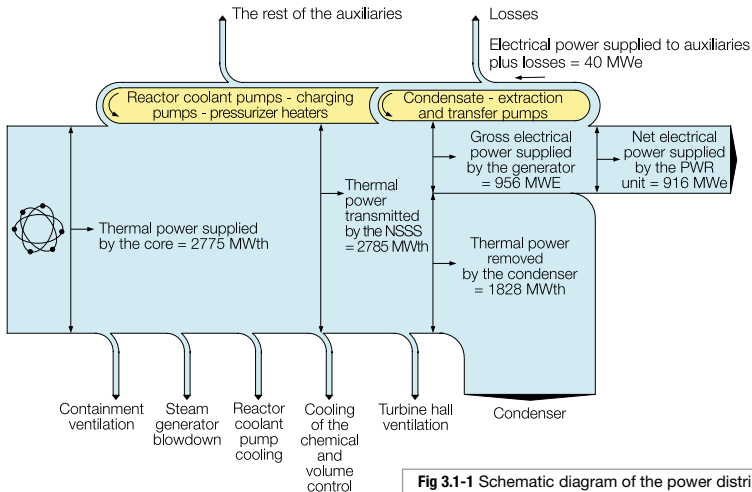 The rest of the auxiliaries
Losses
Electrical power supplied to auxiliaries
plus losses = 40 MWe
Reactor coolant pumps - charging
pumps - pressurizer heaters
Condensate - extraction
and transfer pumps
Gross electrical
power supplied
by the generator
= 956 MWE
Net electrical
power supplied
by the PWR
unit = 916 MWe
Thermal power supplied
by the core = 2775 MWth
Thermal
power
transmitted
by the NSSS
= 2785 MWth
Thermal power
removed
by the condenser
= 1828 MWth
Containment
ventilation
Steam
generator
blowdown
Reactor
coolant
pump
cooling
Cooling
of the
chemical
and
volume
control
Turbine hall
ventilation
Condenser
Fig 3.1-1 Schematic diagram of the power distri